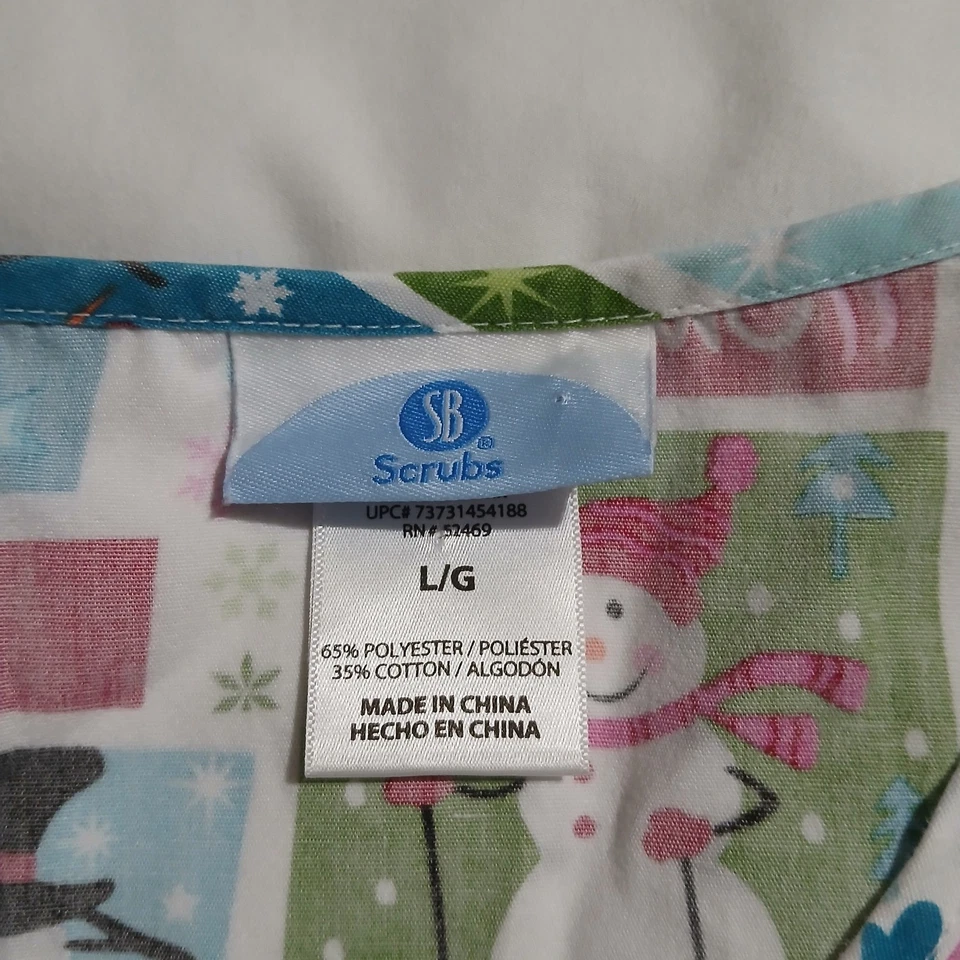 SB®
Scrubs
UPC# 73731454188
RN# 52469
L/G
65% POLYESTER / POLIÉSTER
35% COTTON / ALGODÓN
MADE IN CHINA
HECHO EN CHINA